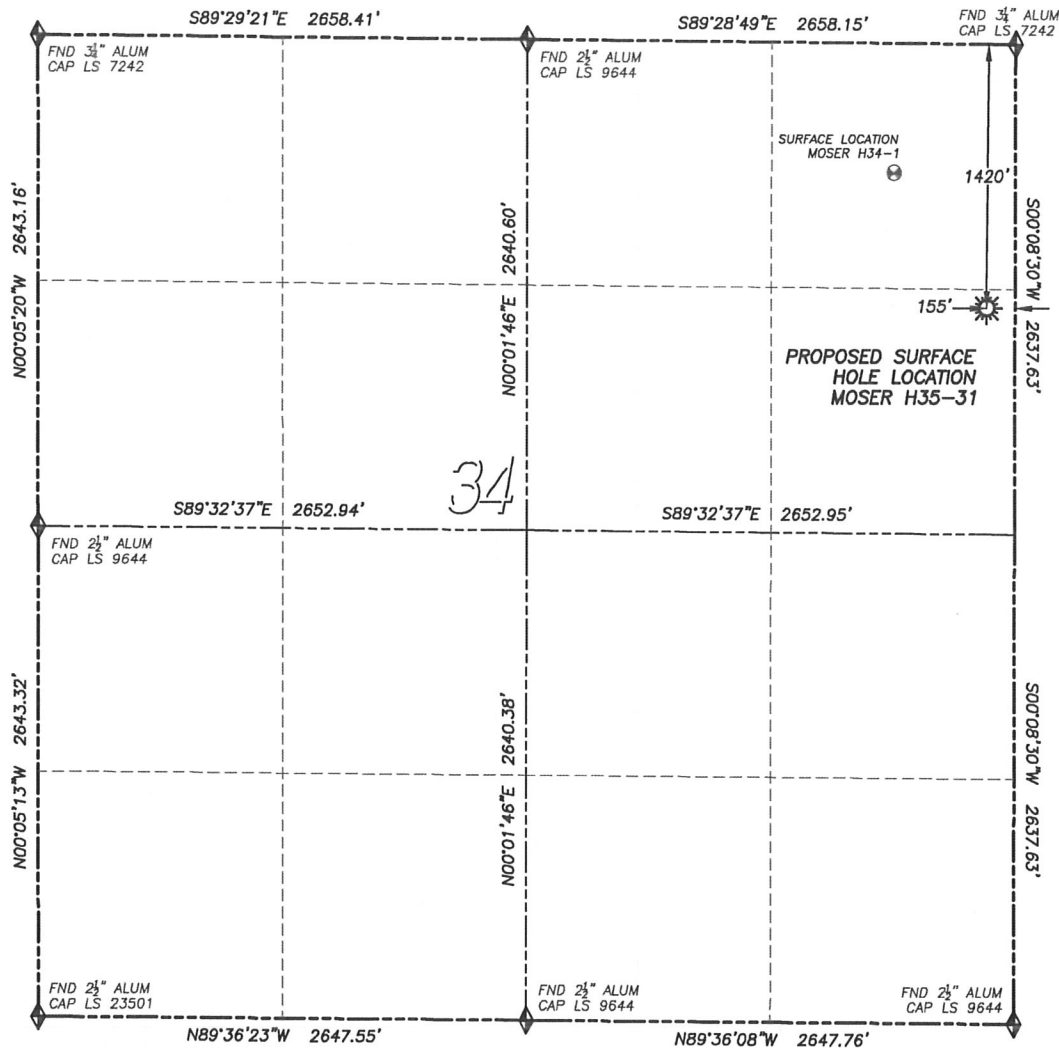 S89°29'21"E 2658.41'
S89°28'49"E 2658.15'
FND 3¼" ALUM
CAP LS 7242
FND 3¼" ALUM
CAP LS 7242
FND 2½" ALUM
CAP LS 9644
SURFACE LOCATION
MOSER H34-1
1420'
N00°05'20"W 2643.16'
N00°01'46"E 2640.60'
S00°08'30"W 2637.63'
155'
PROPOSED SURFACE
HOLE LOCATION
MOSER H35-31
34
S89°32'37"E 2652.94'
S89°32'37"E 2652.95'
FND 2½" ALUM
CAP LS 9644
N00°05'13"W 2643.32'
N00°01'46"E 2640.38'
S00°08'30"W 2637.63'
FND 2½" ALUM
CAP LS 23501
FND 2½" ALUM
CAP LS 9644
FND 2½" ALUM
CAP LS 9644
N89°36'23"W 2647.55'
N89°36'08"W 2647.76'